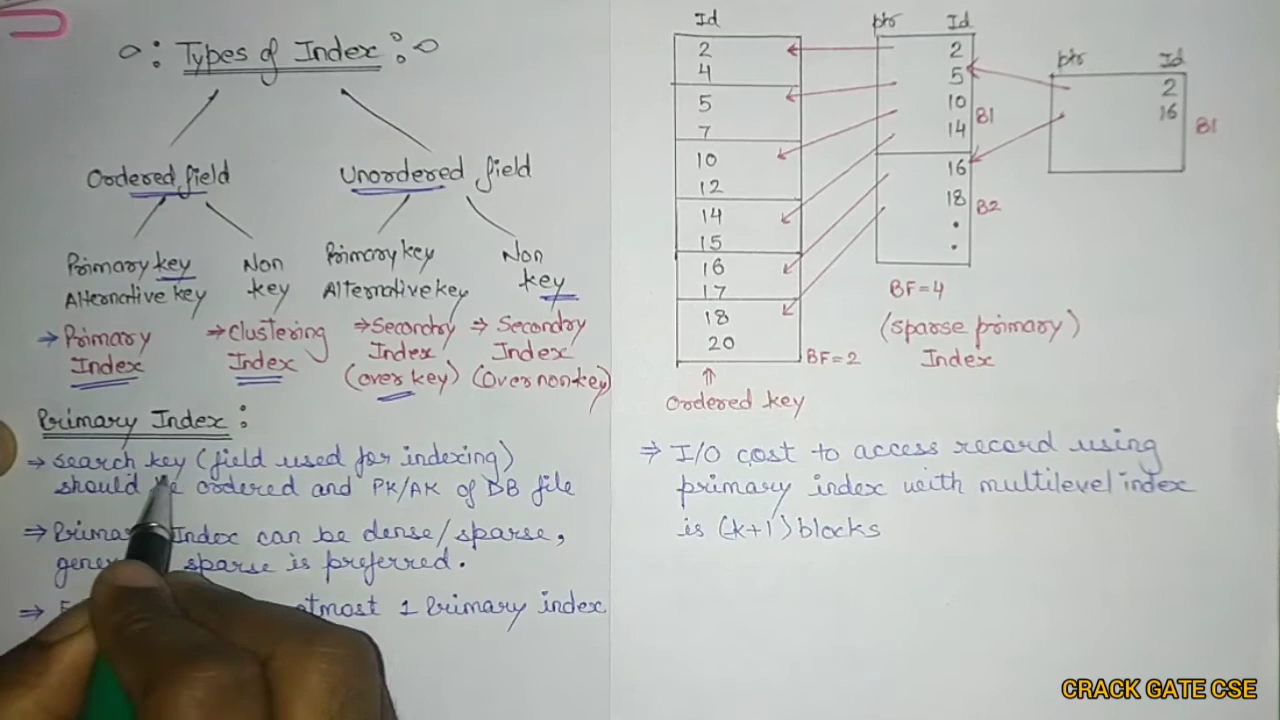 Types of Index :
Ordered field
Unordered field
Primary key
Alternative key
Non
key
Primary key
Alternative key
Non
key
→ Primary
Index
→ Clustering
Index
⇒ Secondry
Index
(over key)
⇒ Secondry
Index
(Over non key)
Primary Index :
→ search key (field used for indexing)
should ordered and PK/AK of DB file
⇒ Index can be dense/sparse,
sparse is preferred.
⇒ atmost 1 Primary index
Id
2
4
5
7
10
12
14
15
16
17
18
20
BF=2
⇑
Ordered key
ptr Id
2
5
10
14
B1
16
18
B2
.
.
BF=4
(sparse primary)
Index
ptr Id
2
16
B1
⇒ I/O cost to access record using
primary index with multilevel index
is (k+1) blocks
CRACK GATE CSE